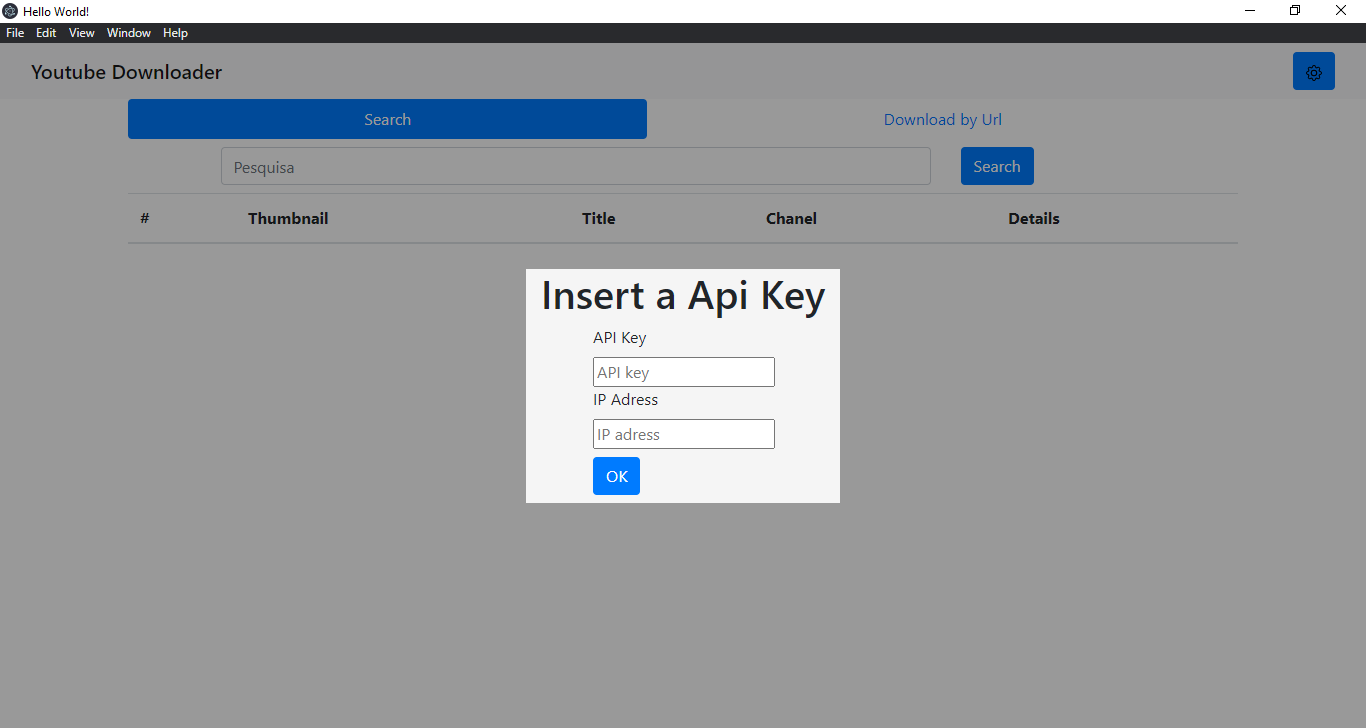 Hello World!
File Edit View Window Help
Youtube Downloader
Search Download by Url
Pesquisa Search
# Thumbnail Title Chanel Details
Insert a Api Key
API Key
API key
IP Adress
IP adress
OK